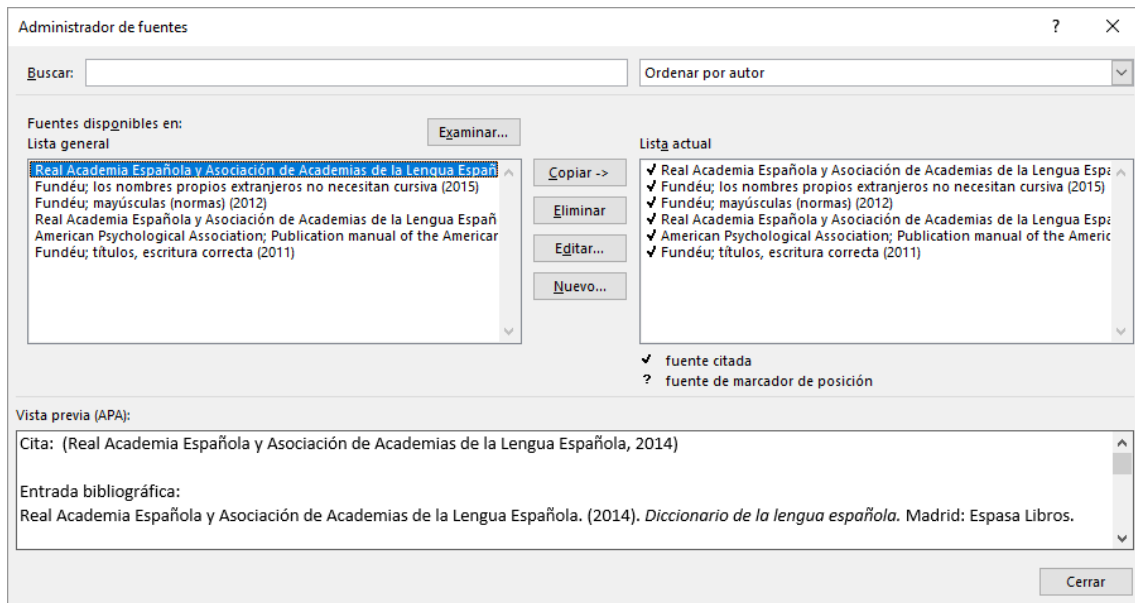 Administrador de fuentes
?
Buscar:
Ordenar por autor
Fuentes disponibles en:
Lista general
Examinar...
Real Academia Española y Asociación de Academias de la Lengua Españ
Fundéu; los nombres propios extranjeros no necesitan cursiva (2015)
Fundéu; mayúsculas (normas) (2012)
Real Academia Española y Asociación de Academias de la Lengua Españ
American Psychological Association; Publication manual of the American
Fundéu; títulos, escritura correcta (2011)
Copiar ->
Eliminar
Editar...
Nuevo...
Lista actual
✓ Real Academia Española y Asociación de Academias de la Lengua Espa
✓ Fundéu; los nombres propios extranjeros no necesitan cursiva (2015)
✓ Fundéu; mayúsculas (normas) (2012)
✓ Real Academia Española y Asociación de Academias de la Lengua Espa
✓ American Psychological Association; Publication manual of the Americ
✓ Fundéu; títulos, escritura correcta (2011)
✓ fuente citada
? fuente de marcador de posición
Vista previa (APA):
Cita: (Real Academia Española y Asociación de Academias de la Lengua Española, 2014)
Entrada bibliográfica:
Real Academia Española y Asociación de Academias de la Lengua Española. (2014). Diccionario de la lengua española. Madrid: Espasa Libros.
Cerrar